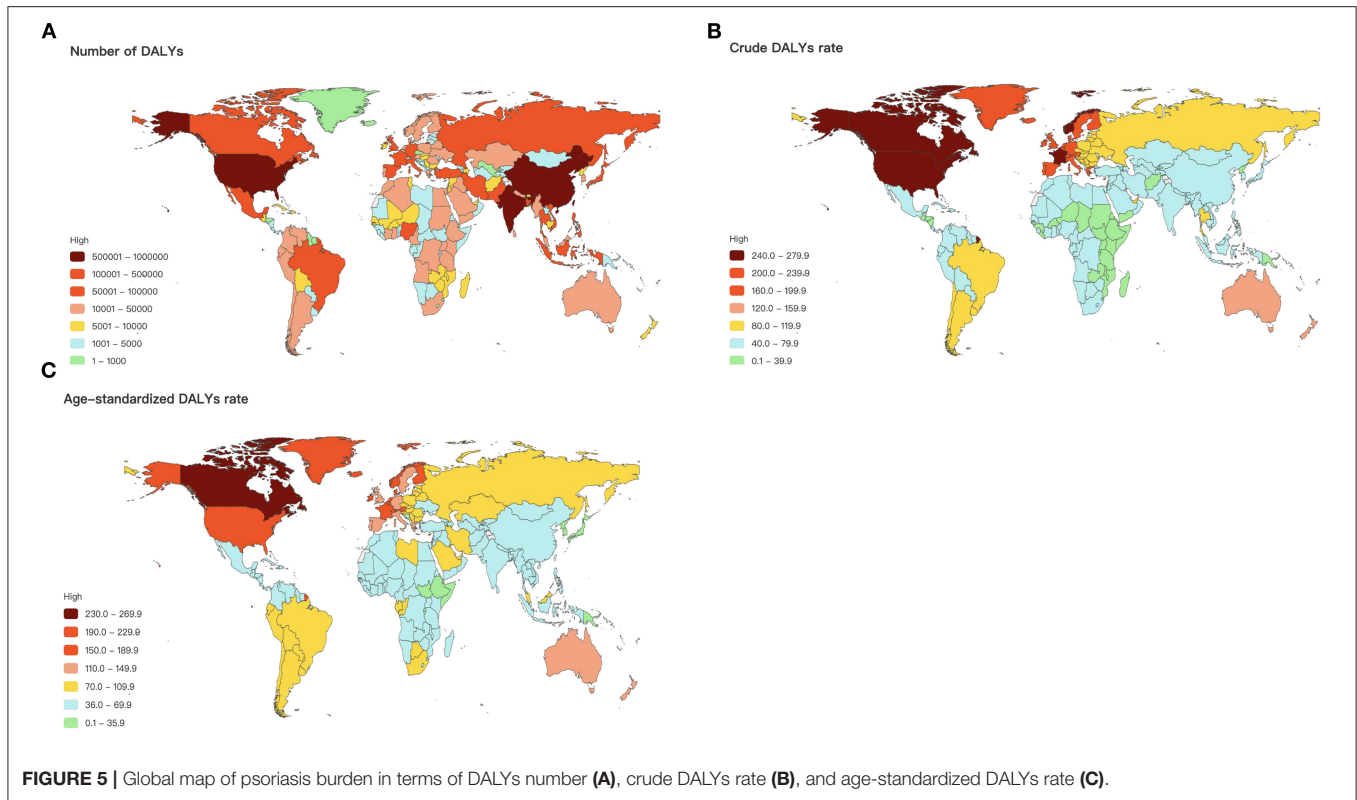 A
Number of DALYs
High
500001 – 1000000
100001 – 500000
50001 – 100000
10001 – 50000
5001 – 10000
1001 – 5000
1 – 1000
B
Crude DALYs rate
High
240.0 – 279.9
200.0 – 239.9
160.0 – 199.9
120.0 – 159.9
80.0 – 119.9
40.0 – 79.9
0.1 – 39.9
C
Age–standardized DALYs rate
High
230.0 – 269.9
190.0 – 229.9
150.0 – 189.9
110.0 – 149.9
70.0 – 109.9
36.0 – 69.9
0.1 – 35.9
FIGURE 5 | Global map of psoriasis burden in terms of DALYs number (A), crude DALYs rate (B), and age-standardized DALYs rate (C).